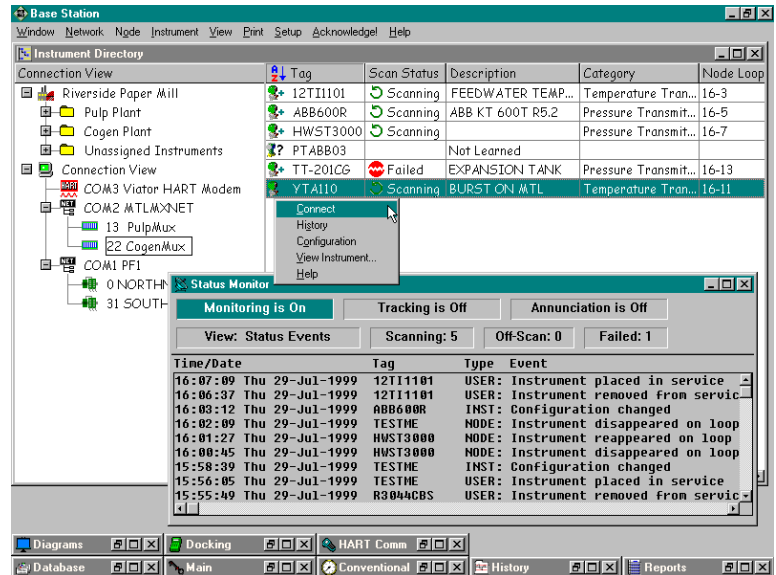 Base Station
Window Network Node Instrument View Print Setup Acknowledge! Help
Instrument Directory
Connection View Tag Scan Status Description Category Node Loop
Riverside Paper Mill 12TI1101 Scanning FEEDWATER TEMP... Temperature Tran... 16-3
Pulp Plant ABB600R Scanning ABB KT 600T R5.2 Pressure Transmit... 16-5
Cogen Plant HWST3000 Scanning Pressure Transmit... 16-7
Unassigned Instruments PTABB03 Not Learned
Connection View TT-201CG Failed EXPANSION TANK Pressure Transmit... 16-13
HART COM3 Viator HART Modem YTA110 Scanning BURST ON MTL Temperature Tran... 16-11
NET COM2 MTLMXNET
13 PulpMux
22 CogenMux
NET COM1 PF1
0 NORTHN
31 SOUTH
Connect
History
Configuration
View Instrument...
Help
Status Monitor
Monitoring is On Tracking is Off Annunciation is Off
View: Status Events Scanning: 5 Off-Scan: 0 Failed: 1
Time/Date Tag Type Event
16:07:09 Thu 29-Jul-1999 12TI1101 USER: Instrument placed in service
16:06:37 Thu 29-Jul-1999 12TI1101 USER: Instrument removed from servic
16:03:12 Thu 29-Jul-1999 ABB600R INST: Configuration changed
16:02:09 Thu 29-Jul-1999 TESTME NODE: Instrument disappeared on loop
16:01:27 Thu 29-Jul-1999 HWST3000 NODE: Instrument reappeared on loop
16:00:45 Thu 29-Jul-1999 HWST3000 NODE: Instrument disappeared on loop
15:58:39 Thu 29-Jul-1999 TESTME INST: Configuration changed
15:56:05 Thu 29-Jul-1999 TESTME USER: Instrument placed in service
15:55:49 Thu 29-Jul-1999 R3044CBS USER: Instrument removed from servic
Diagrams Docking HART Comm
Database Main Conventional History Reports